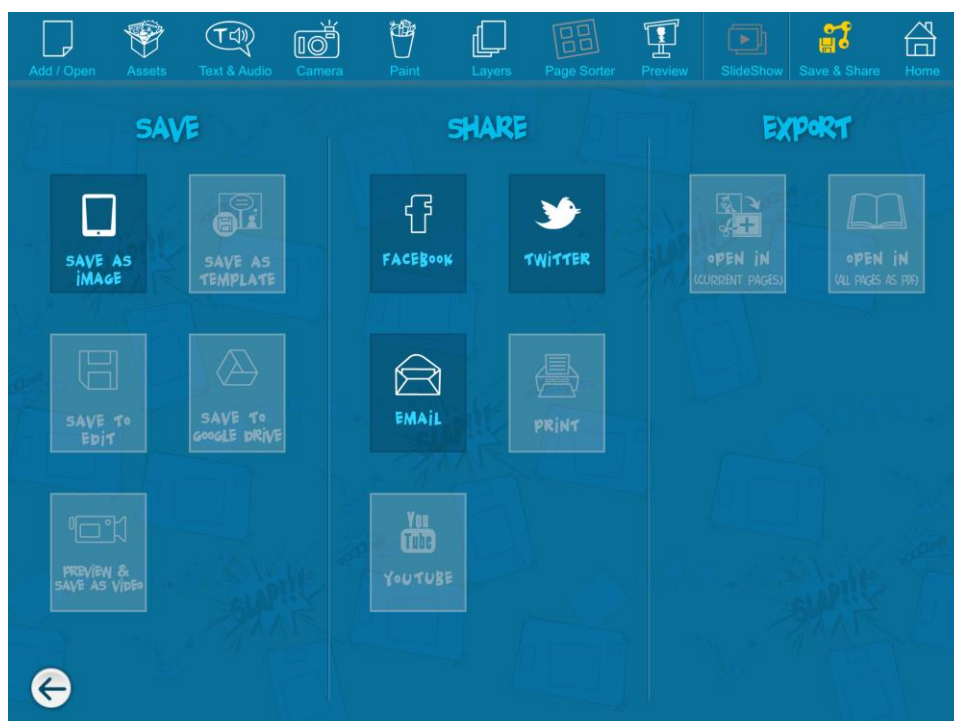 Add / Open Assets Text & Audio Camera Paint Layers Page Sorter Preview SlideShow Save & Share Home
SAVE SHARE EXPORT
SAVE AS
iMAGE
SAVE AS
TEMPLATE
FACEBOOK
TWiTTER
OPEN iN
(CURRENT PAGES)
OPEN iN
(ALL PAGES AS PDF)
SAVE TO
EDiT
SAVE TO
GOOGLE DRiVE
EMAiL
PRiNT
PREViEW &
SAVE AS ViDEO
You
Tube
YOUTUBE
SLAP!!!
SLAP!!!